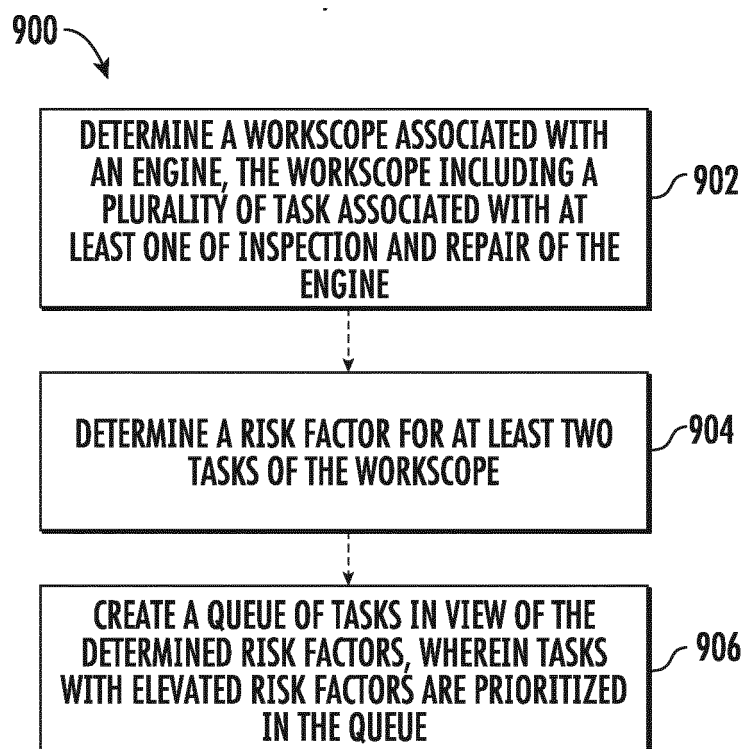 900
DETERMINE A WORKSCOPE ASSOCIATED WITH
AN ENGINE, THE WORKSCOPE INCLUDING A
PLURALITY OF TASK ASSOCIATED WITH AT
LEAST ONE OF INSPECTION AND REPAIR OF THE
ENGINE
902
DETERMINE A RISK FACTOR FOR AT LEAST TWO
TASKS OF THE WORKSCOPE
904
CREATE A QUEUE OF TASKS IN VIEW OF THE
DETERMINED RISK FACTORS, WHEREIN TASKS
WITH ELEVATED RISK FACTORS ARE PRIORITIZED
IN THE QUEUE
906